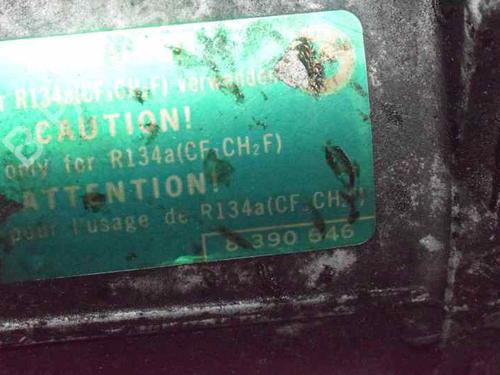 R134a(CF₃CH₂F) verwenden
CAUTION!
only for R134a(CF₃CH₂F)
ATTENTION!
pour l'usage de R134a(CF₃CH₂F)
8 390 646